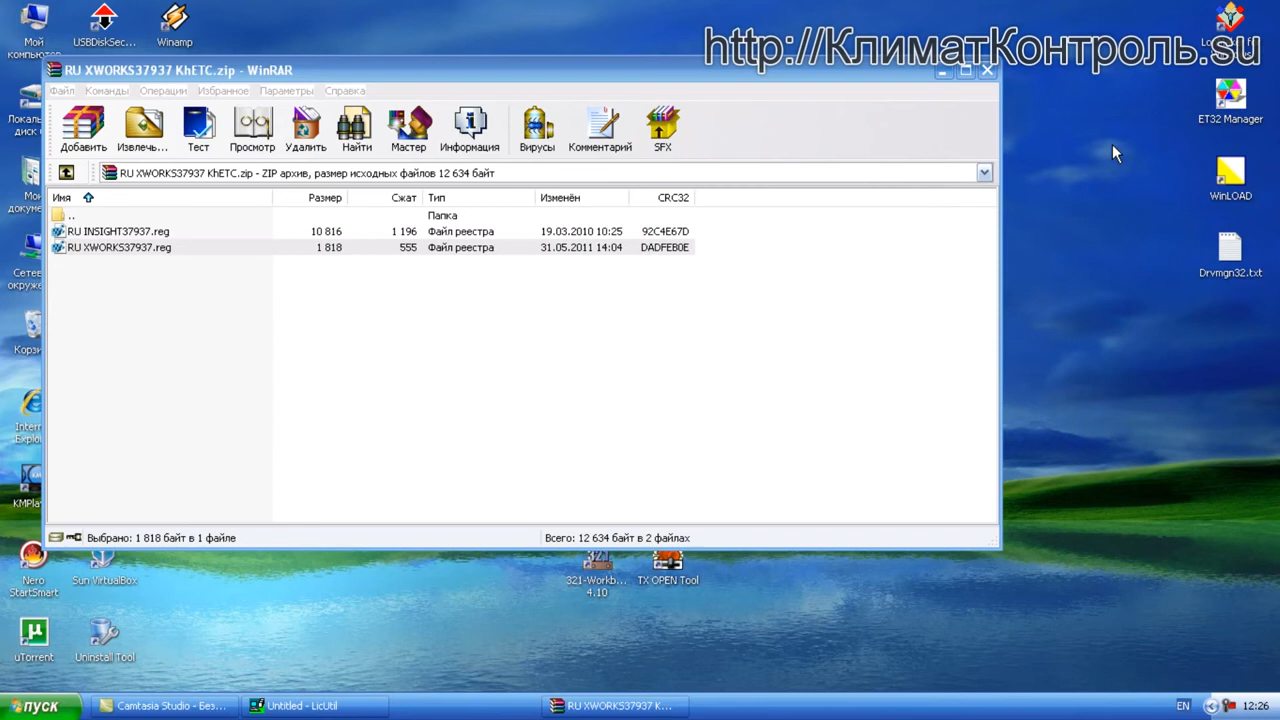 http://КлиматКонтроль.su
Мой
USBDiskSec...
Winamp
RU XWORKS37937 KhETC.zip - WinRAR
Файл Команды Операции Избранное Параметры Справка
Добавить Извлечь... Тест Просмотр Удалить Найти Мастер Информация Вирусы Комментарий SFX
RU XWORKS37937 KhETC.zip - ZIP архив, размер исходных файлов 12 634 байт
Имя Размер Сжат Тип Изменён CRC32
.. Папка
RU INSIGHT37937.reg 10 816 1 196 Файл реестра 19.03.2010 10:25 92C4E67D
RU XWORKS37937.reg 1 818 555 Файл реестра 31.05.2011 14:04 DADFEB0E
Выбрано: 1 818 байт в 1 файле
Всего: 12 634 байт в 2 файлах
ET32 Manager
WinLOAD
Drvmgn32.txt
Nero
StartSmart
Sun VirtualBox
321-Workb...
4.10
TX OPEN Tool
uTorrent
Uninstall Tool
пуск
Camtasia Studio - Без...
Untitled - LicUtil
RU XWORKS37937 K...
EN
12:26